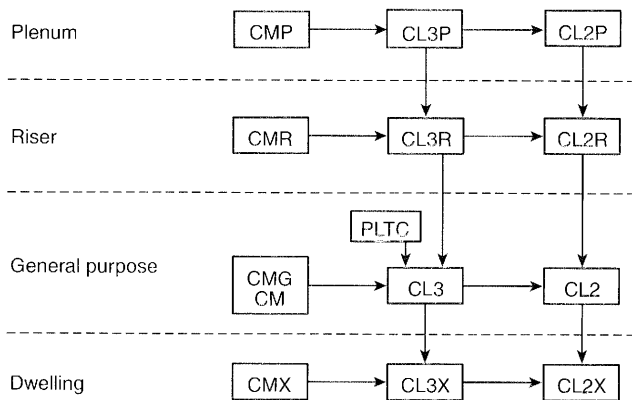 Plenum
CMP
CL3P
CL2P
Riser
CMR
CL3R
CL2R
PLTC
General purpose
CMG
CM
CL3
CL2
Dwelling
CMX
CL3X
CL2X